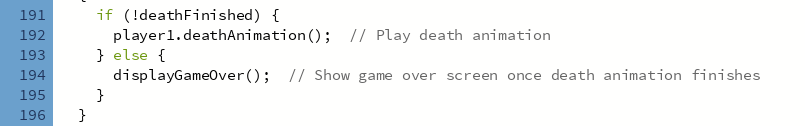 {
191 if (!deathFinished) {
192 player1.deathAnimation();  // Play death animation
193 } else {
194 displayGameOver();  // Show game over screen once death animation finishes
195 }
196 }